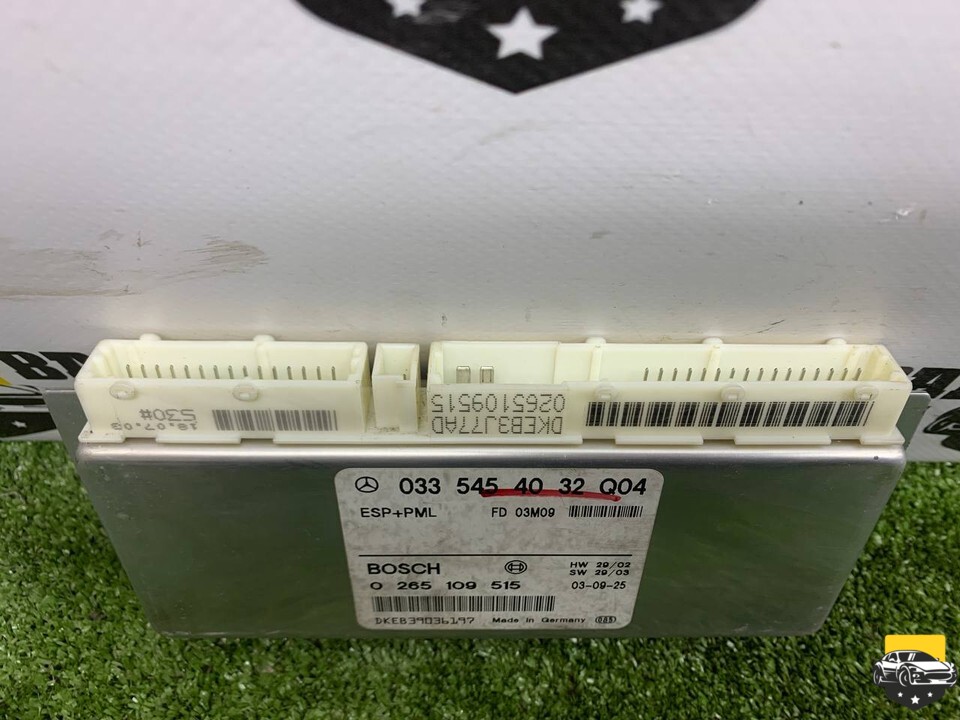 S30#
18.07.03
DKEB3J77AD
0265109515
033 545 40 32 Q04
ESP+PML FD 03M09
BOSCH
HW 29/02
SW 29/03
0 265 109 515 03-09-25
DKEB39036197 Made in Germany